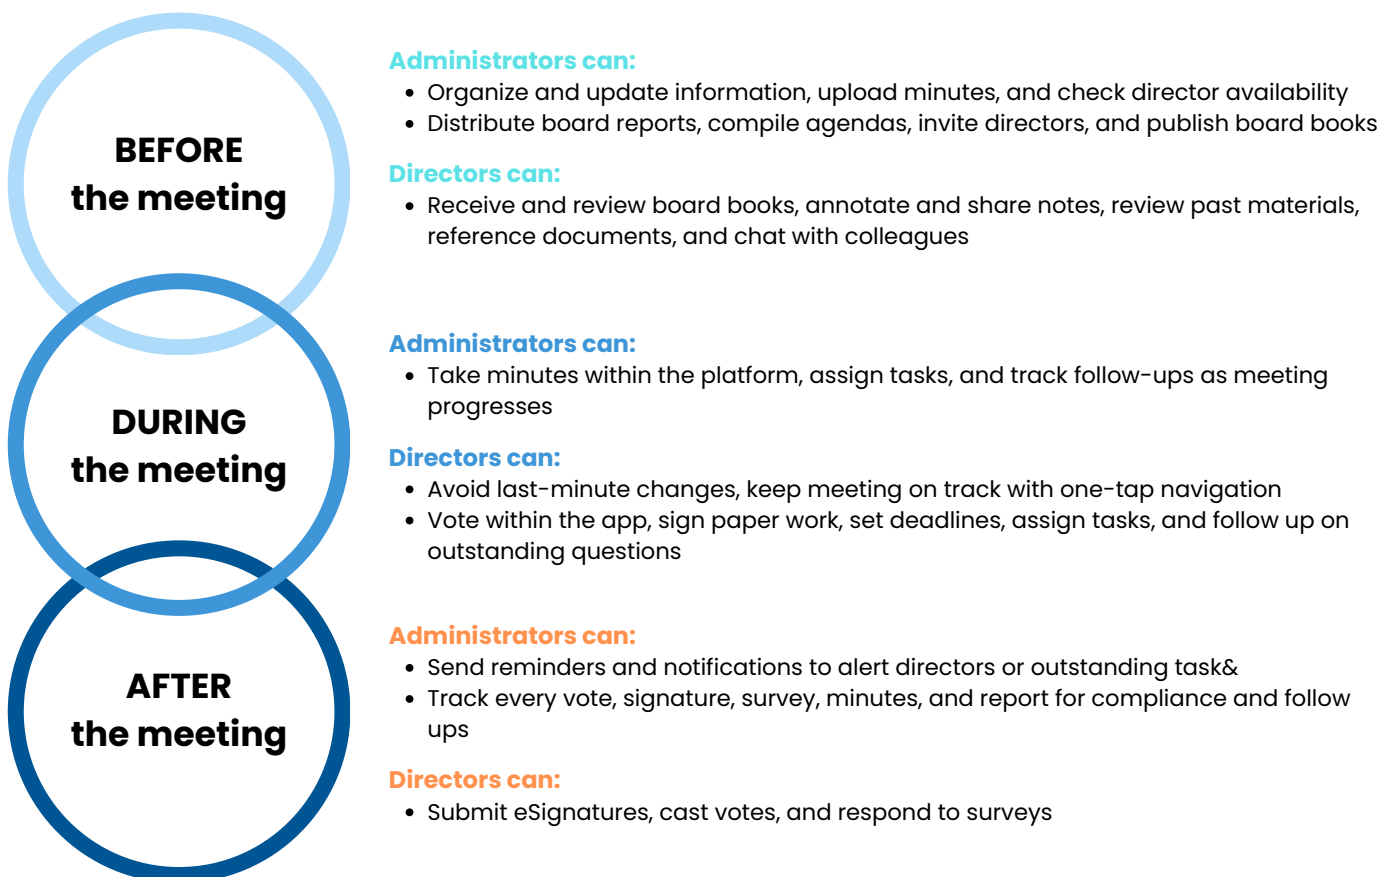 BEFORE
the meeting
Administrators can:
• Organize and update information, upload minutes, and check director availability
• Distribute board reports, compile agendas, invite directors, and publish board books
Directors can:
• Receive and review board books, annotate and share notes, review past materials,
reference documents, and chat with colleagues
DURING
the meeting
Administrators can:
• Take minutes within the platform, assign tasks, and track follow-ups as meeting
progresses
Directors can:
• Avoid last-minute changes, keep meeting on track with one-tap navigation
• Vote within the app, sign paper work, set deadlines, assign tasks, and follow up on
outstanding questions
AFTER
the meeting
Administrators can:
• Send reminders and notifications to alert directors or outstanding task&
• Track every vote, signature, survey, minutes, and report for compliance and follow
ups
Directors can:
• Submit eSignatures, cast votes, and respond to surveys